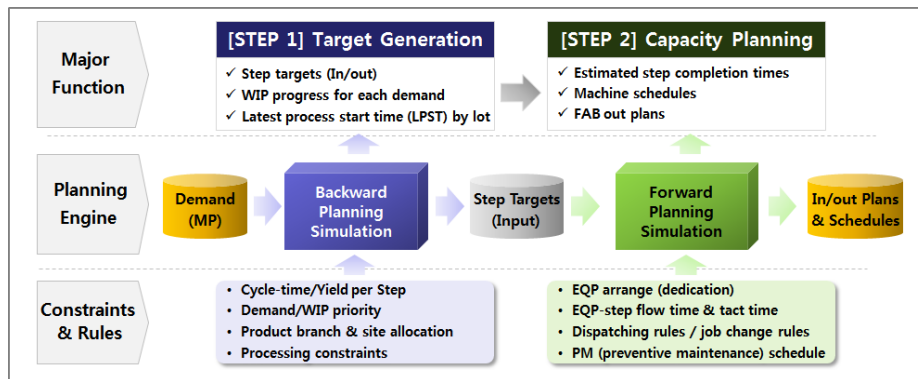 Major
Function
[STEP 1] Target Generation
✓ Step targets (In/out)
✓ WIP progress for each demand
✓ Latest process start time (LPST) by lot
[STEP 2] Capacity Planning
✓ Estimated step completion times
✓ Machine schedules
✓ FAB out plans
Planning
Engine
Demand
(MP)
Backward
Planning
Simulation
Step Targets
(Input)
Forward
Planning
Simulation
In/out Plans
& Schedules
Constraints
& Rules
• Cycle-time/Yield per Step
• Demand/WIP priority
• Product branch & site allocation
• Processing constraints
• EQP arrange (dedication)
• EQP-step flow time & tact time
• Dispatching rules / job change rules
• PM (preventive maintenance) schedule